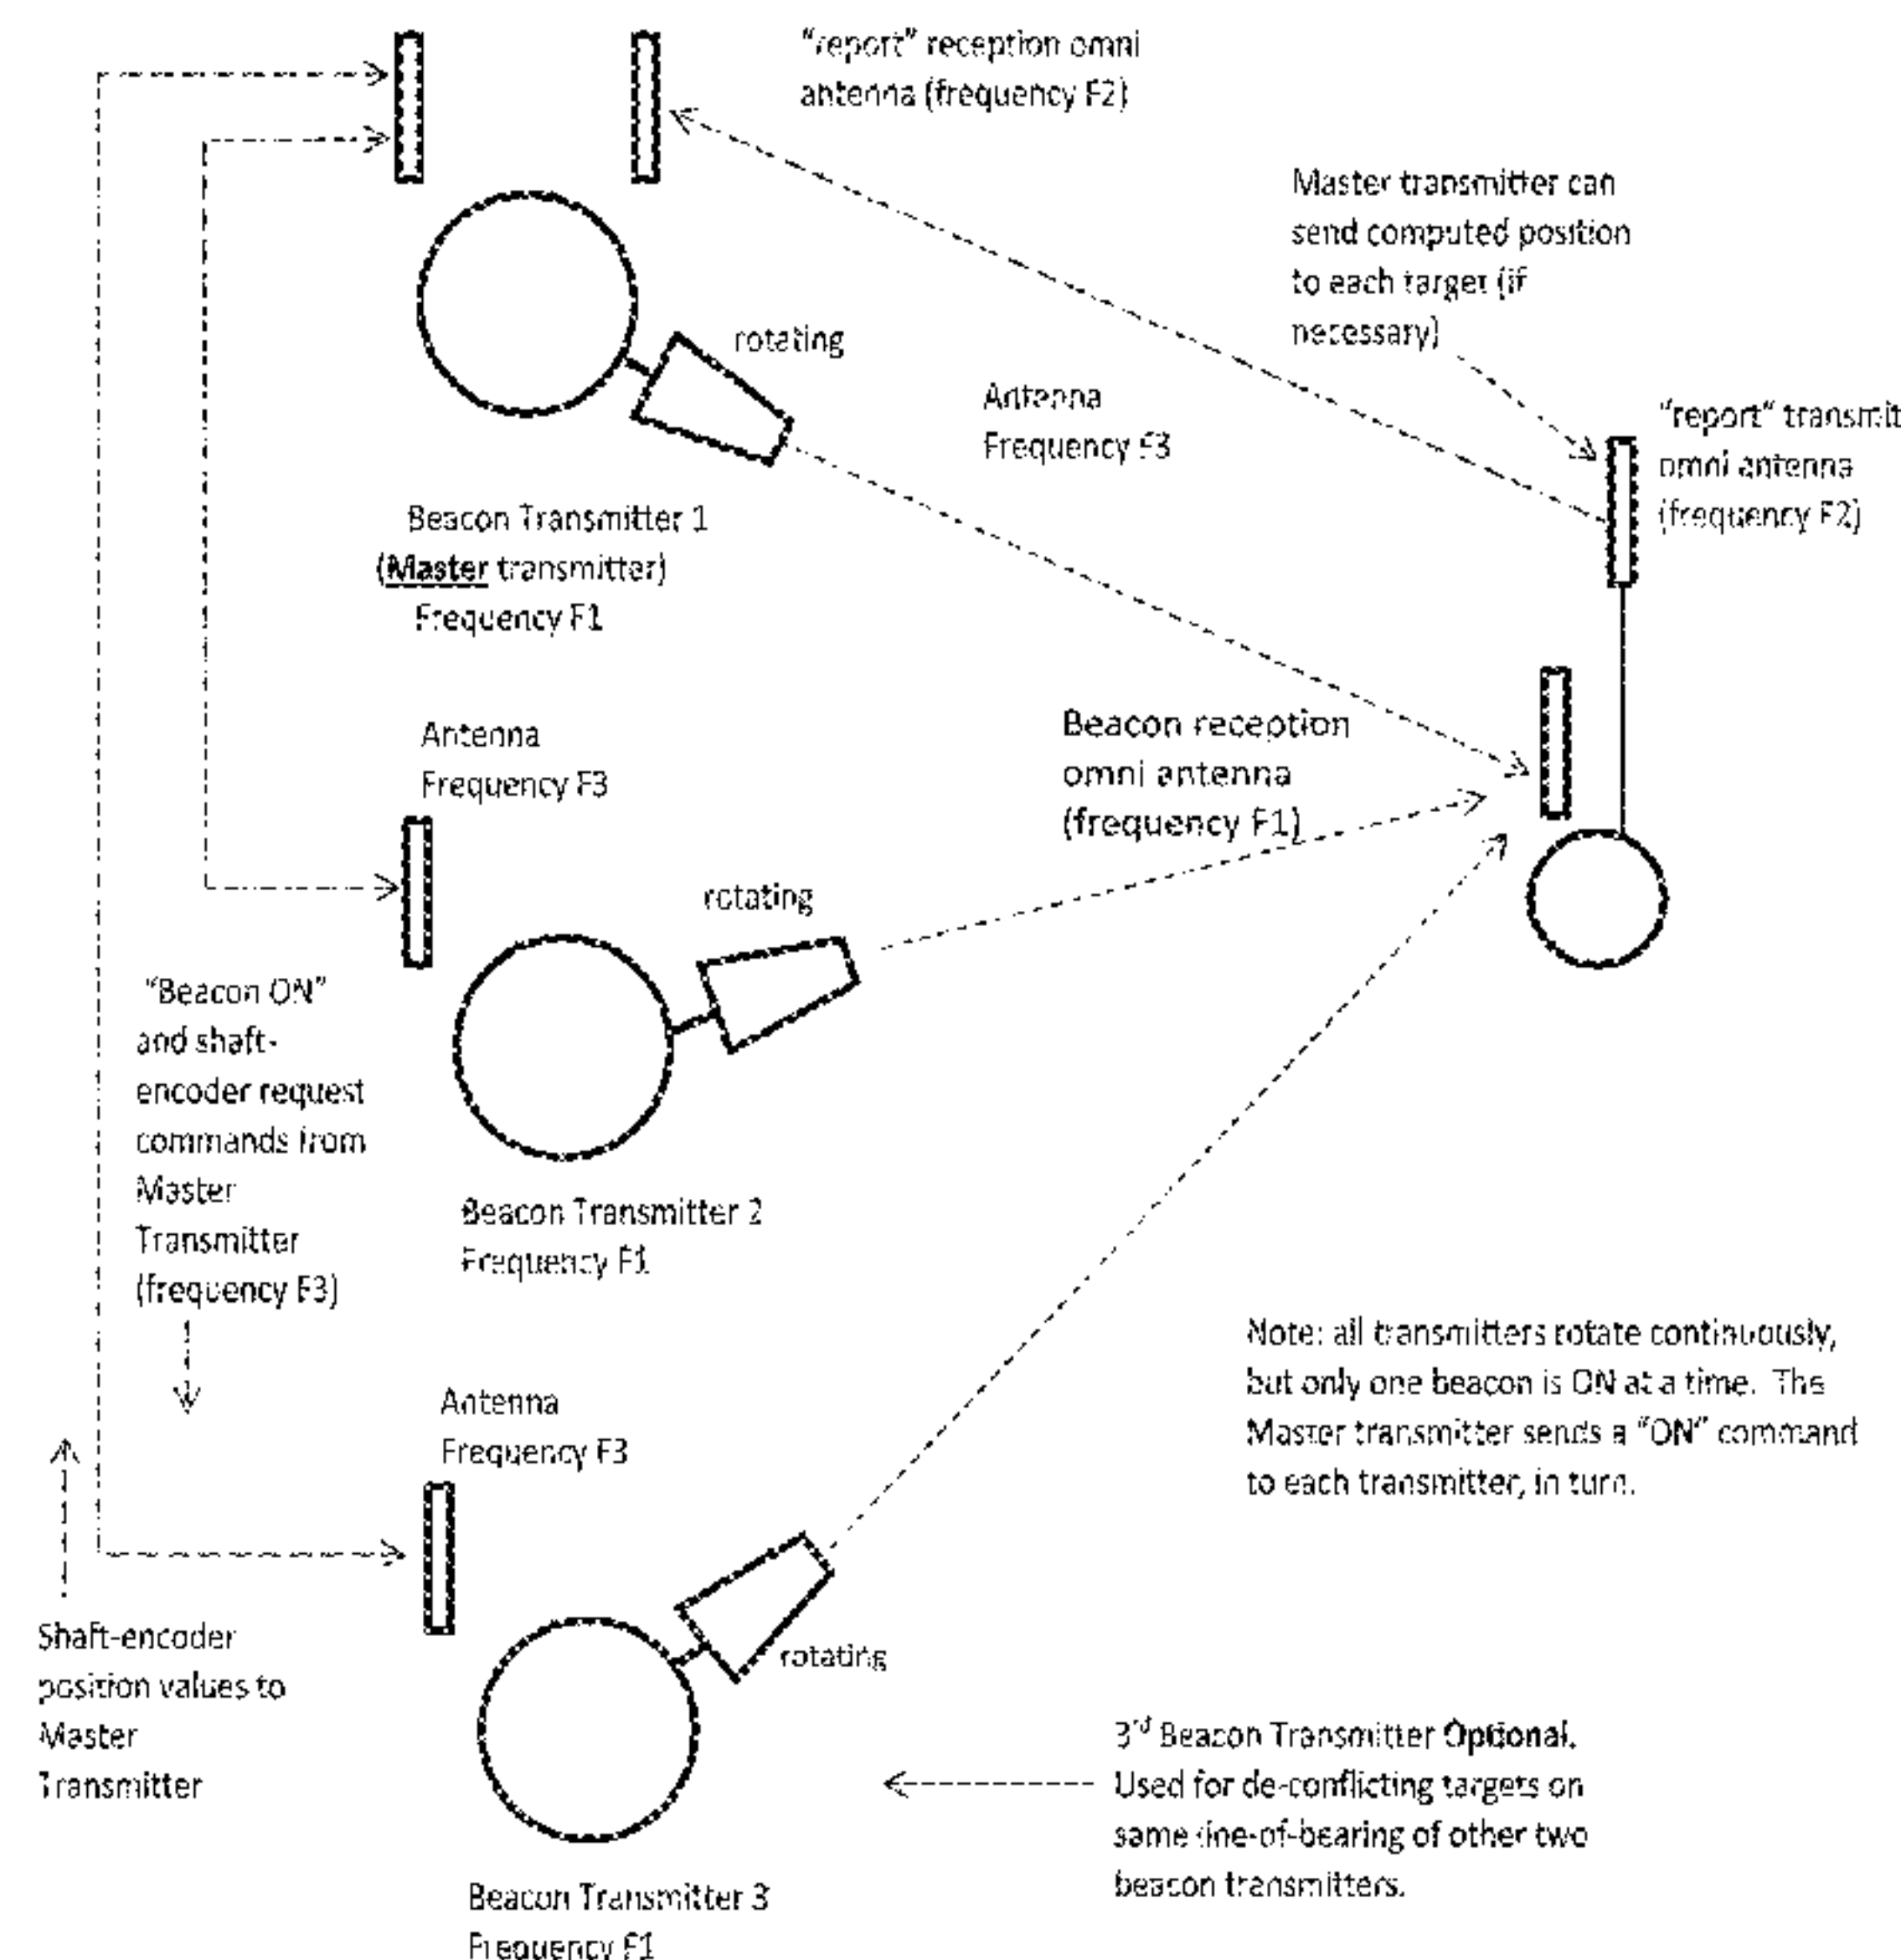 "report" reception omni
antenna (frequency F2)
Master transmitter can
send computed position
to each target (if
necessary)
rotating
Antenna
Frequency F3
"report" transmit
omni antenna
(frequency F2)
Beacon Transmitter 1
(Master transmitter)
Frequency F1
Antenna
Frequency F3
Beacon reception
omni antenna
(frequency F1)
rotating
"Beacon ON"
and shaft-
encoder request
commands from
Master
Transmitter
(frequency F3)
Beacon Transmitter 2
Frequency F1
Note: all transmitters rotate continuously,
but only one beacon is ON at a time. The
Master transmitter sends a "ON" command
to each transmitter, in turn.
Antenna
Frequency F3
Shaft-encoder
position values to
Master
Transmitter
rotating
3rd Beacon Transmitter Optional.
Used for de-conflicting targets on
same line-of-bearing of other two
beacon transmitters.
Beacon Transmitter 3
Frequency F1